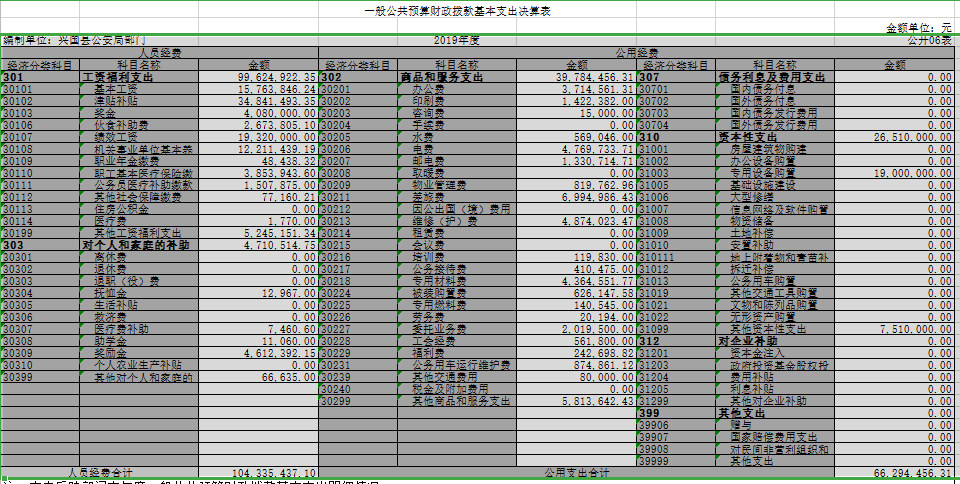 一般公共预算财政拨款基本支出决算表
金额单位：元
编制单位：兴国县公安局部门 2019年度 公开06表
人员经费 公用经费
经济分类科目 科目名称 金额 经济分类科目 科目名称 金额 经济分类科目 科目名称 金额
301 工资福利支出 99,624,922.35 302 商品和服务支出 39,784,456.31 307 债务利息及费用支出 0.00
30101 基本工资 15,763,846.24 30201 办公费 3,714,561.31 30701 国内债务付息 0.00
30102 津贴补贴 34,841,493.35 30202 印刷费 1,422,382.00 30702 国外债务付息 0.00
30103 奖金 4,080,000.00 30203 咨询费 15,000.00 30703 国内债务发行费用 0.00
30106 伙食补助费 2,673,805.10 30204 手续费 0.00 30704 国外债务发行费用 0.00
30107 绩效工资 19,320,000.00 30205 水费 569,046.00 310 资本性支出 26,510,000.00
30108 机关事业单位基本养 12,211,439.19 30206 电费 4,769,733.71 31001 房屋建筑物购建 0.00
30109 职业年金缴费 48,438.32 30207 邮电费 1,330,714.71 31002 办公设备购置 0.00
30110 职工基本医疗保险缴 3,853,943.60 30208 取暖费 0.00 31003 专用设备购置 19,000,000.00
30111 公务员医疗补助缴款 1,507,875.00 30209 物业管理费 819,762.96 31005 基础设施建设 0.00
30112 其他社会保障缴费 77,160.21 30211 差旅费 6,994,986.43 31006 大型修缮 0.00
30113 住房公积金 0.00 30212 因公出国（境）费用 0.00 31007 信息网络及软件购置 0.00
30114 医疗费 1,770.00 30213 维修（护）费 4,874,023.47 31008 物资储备 0.00
30199 其他工资福利支出 5,245,151.34 30214 租赁费 0.00 31009 土地补偿 0.00
303 对个人和家庭的补助 4,710,514.75 30215 会议费 0.00 31010 安置补助 0.00
30301 离休费 0.00 30216 培训费 119,830.00 310111 地上附着物和青苗补 0.00
30302 退休费 0.00 30217 公务接待费 410,475.00 31012 拆迁补偿 0.00
30303 退职（役）费 0.00 30218 专用材料费 4,364,551.77 31013 公务用车购置 0.00
30304 抚恤金 12,967.00 30224 被装购置费 626,147.58 31019 其他交通工具购置 0.00
30305 生活补贴 0.00 30225 专用燃料费 140,545.00 31021 文物和陈列品购置 0.00
30306 救济费 0.00 30226 劳务费 20,194.00 31022 无形资产购置 0.00
30307 医疗费补助 7,460.60 30227 委托业务费 2,019,500.00 31099 其他资本性支出 7,510,000.00
30308 助学金 11,060.00 30228 工会经费 561,800.00 312 对企业补助 0.00
30309 奖励金 4,612,392.15 30229 福利费 242,698.82 31201 资本金注入 0.00
30310 个人农业生产补贴 0.00 30231 公务用车运行维护费 874,861.12 31203 政府投资基金股权投 0.00
30399 其他对个人和家庭的 66,635.00 30239 其他交通费用 80,000.00 31204 费用补贴 0.00
30240 税金及附加费用 0.00 31205 利息补贴 0.00
30299 其他商品和服务支出 5,813,642.43 31299 其他对企业补助 0.00
399 其他支出 0.00
39906 赠与 0.00
39907 国家赔偿费用支出 0.00
39908 对民间非营利组织和 0.00
39999 其他支出 0.00
人员经费合计 104,335,437.10 公用支出合计 66,294,456.31